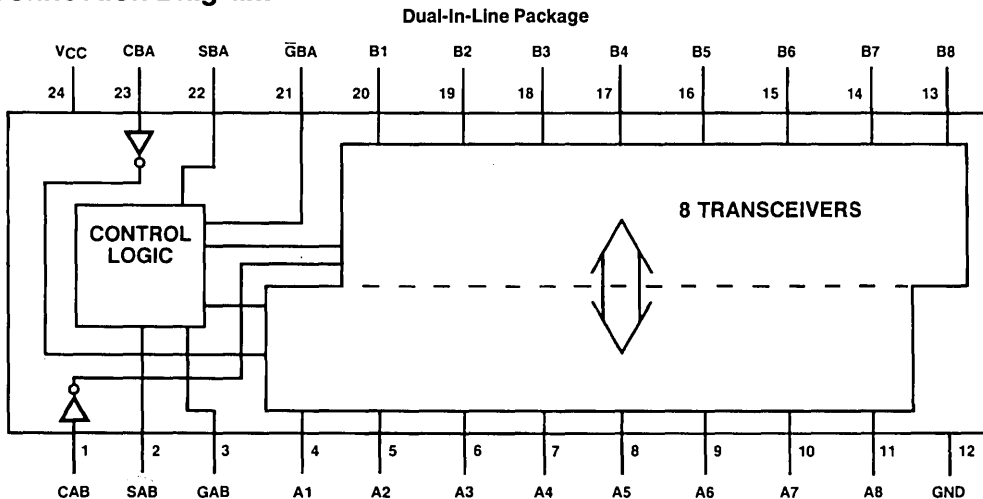 Dual-In-Line Package
VCC CBA SBA G̅BA B1 B2 B3 B4 B5 B6 B7 B8
24 23 22 21 20 19 18 17 16 15 14 13
8 TRANSCEIVERS
CONTROL
LOGIC
1 2 3 4 5 6 7 8 9 10 11 12
CAB SAB GAB A1 A2 A3 A4 A5 A6 A7 A8 GND